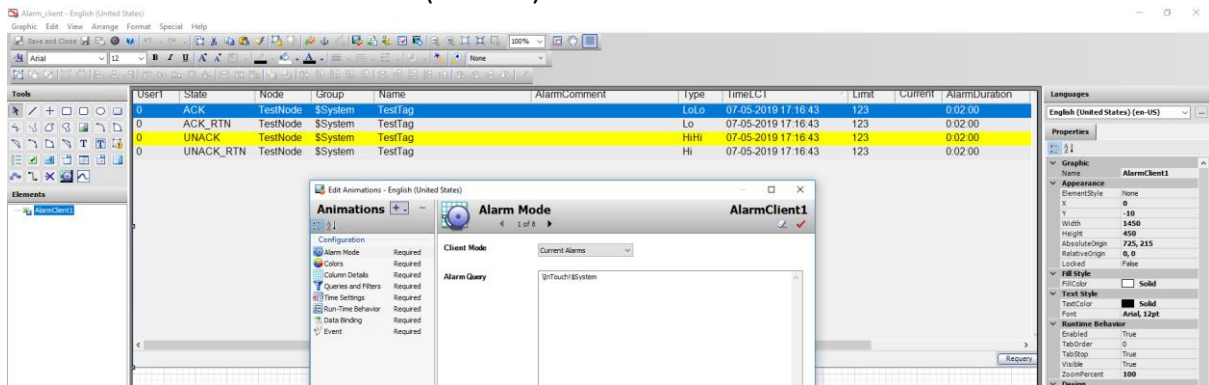 Alarm_client - English (United States)
Graphic Edit View Arrange Format Special Help
Save and Close 100%
Arial 12 B I U A A A None
Tools
User1 State Node Group Name AlarmComment Type TimeLCT Limit Current AlarmDuration
0 ACK TestNode $System TestTag LoLo 07-05-2019 17:16:43 123 0:02:00
0 ACK_RTN TestNode $System TestTag Lo 07-05-2019 17:16:43 123 0:02:00
0 UNACK TestNode $System TestTag HiHi 07-05-2019 17:16:43 123 0:02:00
0 UNACK_RTN TestNode $System TestTag Hi 07-05-2019 17:16:43 123 0:02:00
Elements
AlarmClient1
Edit Animations - English (United States)
Animations
Alarm Mode
1 of 8
AlarmClient1
Configuration
Alarm Mode Required
Colors Required
Column Details Required
Queries and Filters Required
Time Settings Required
Run-Time Behavior Required
Data Binding Required
Event Required
Client Mode Current Alarms
Alarm Query \InTouch!$System
Requery
Languages
English (United States) (en-US)
Properties
Graphic
Name AlarmClient1
Appearance
ElementStyle None
X 0
Y -10
Width 1450
Height 450
AbsoluteOrigin 725, 215
RelativeOrigin 0, 0
Locked False
Fill Style
FillColor Solid
Text Style
TextColor Solid
Font Arial, 12pt
Runtime Behavior
Enabled True
TabOrder 0
TabStop True
Visible True
ZoomPercent 100
Design